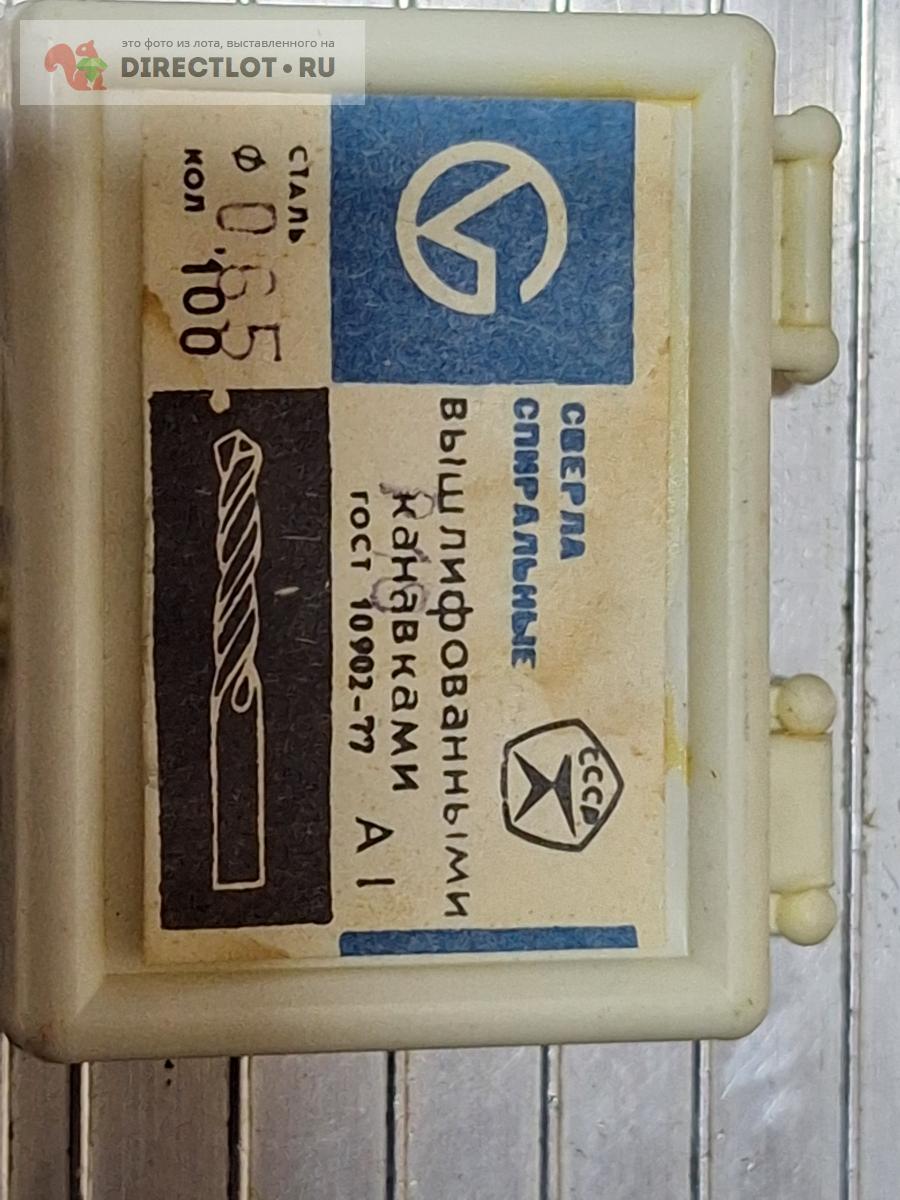 это фото из лота, выставленного на
DIRECTLOT.RU
СВЕРЛА
СПИРАЛЬНЫЕ
СССР
вышлифованными
канавками
ГОСТ 10902-77 А1
СТАЛЬ
Ф 0,65
КОЛ 100